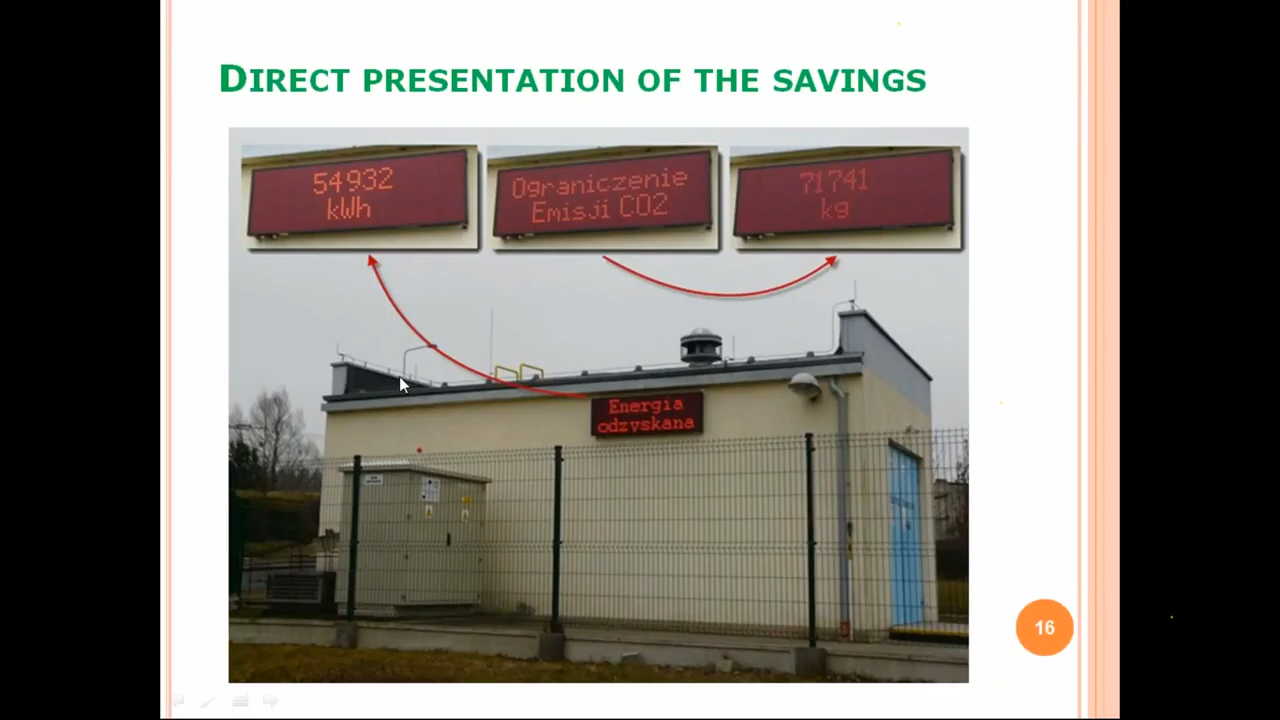 DIRECT PRESENTATION OF THE SAVINGS
54932
kWh
Ograniczenie
Emisji CO2
71741
kg
Energia
odzyskana
16